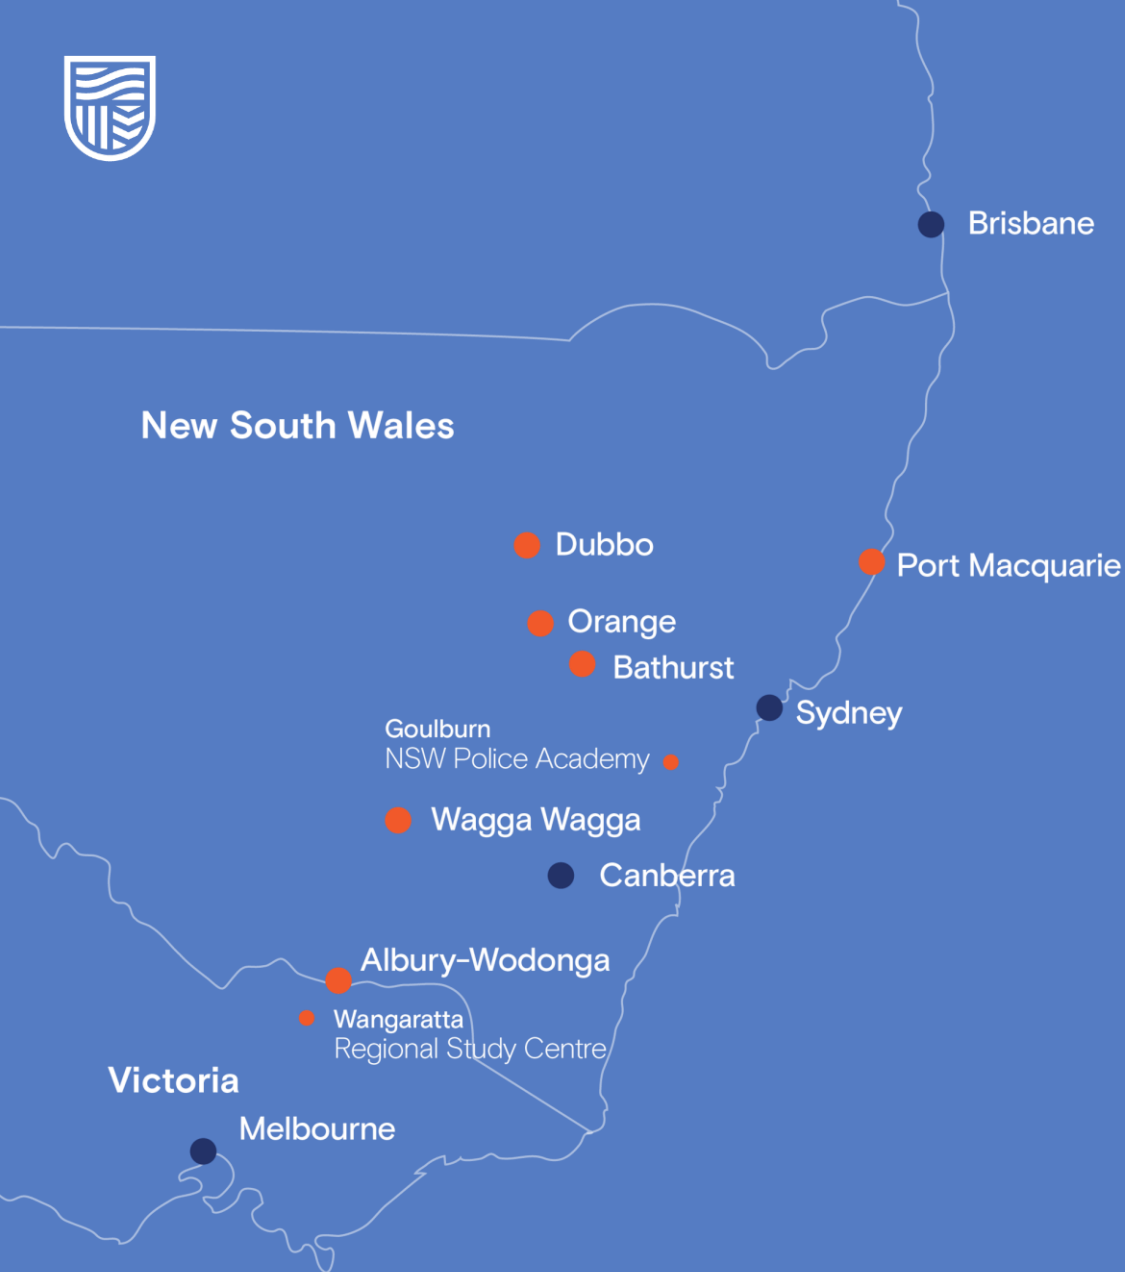 Brisbane
New South Wales
Dubbo
Port Macquarie
Orange
Bathurst
Sydney
Goulburn
NSW Police Academy
Wagga Wagga
Canberra
Albury-Wodonga
Wangaratta
Regional Study Centre
Victoria
Melbourne